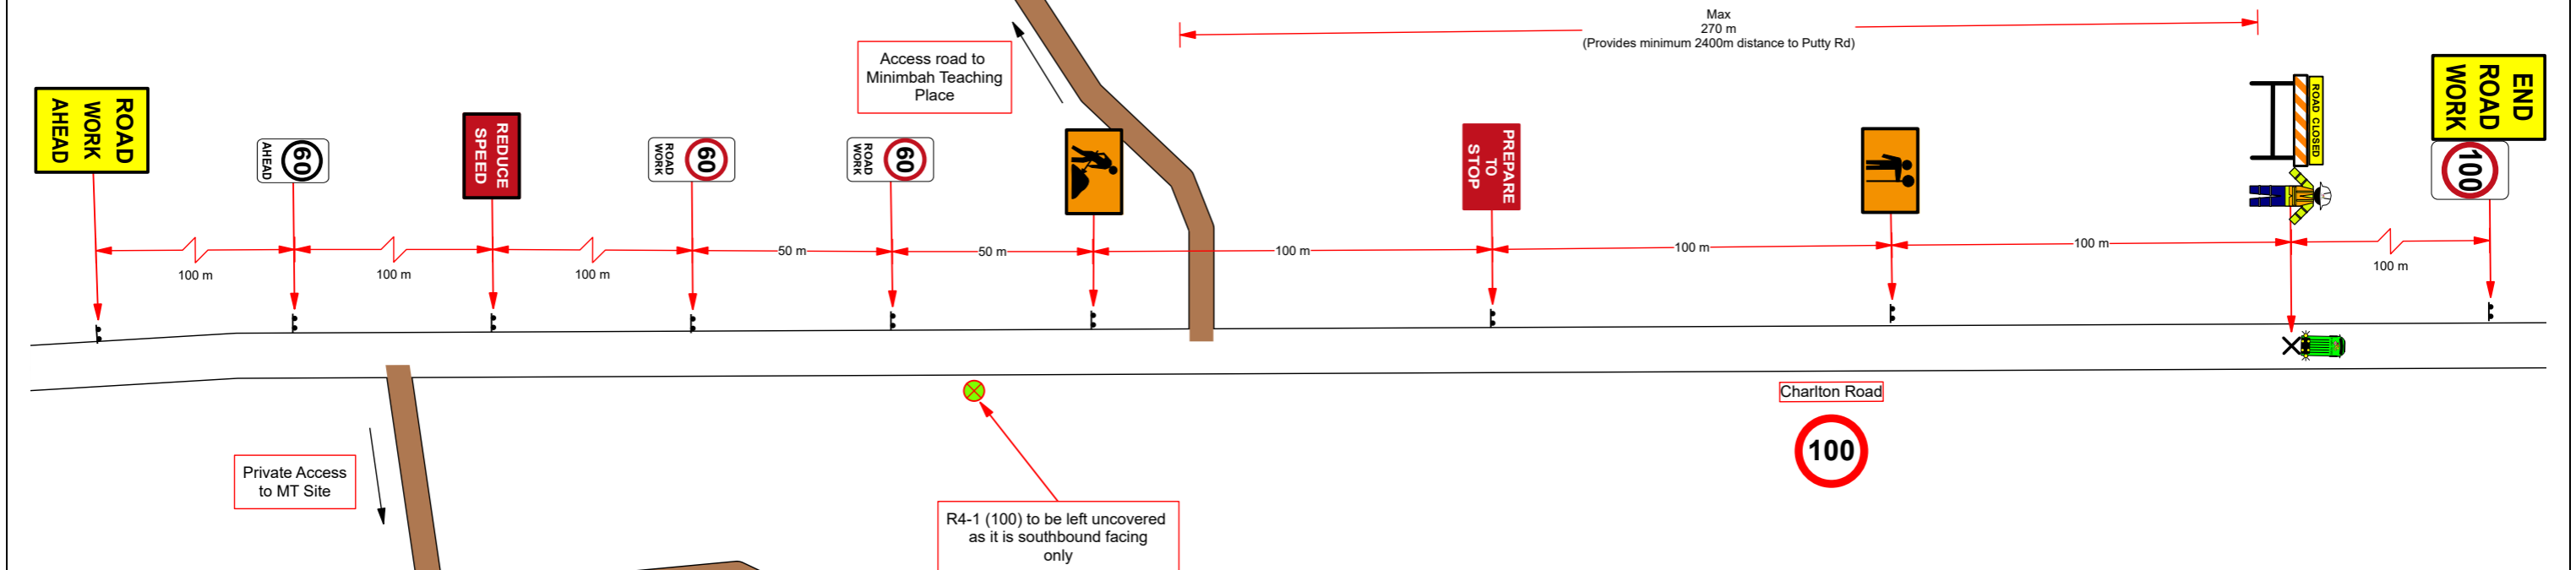 Max
270 m
(Provides minimum 2400m distance to Putty Rd)
Access road to
Minimbah Teaching
Place
ROAD
WORK
AHEAD
60
AHEAD
REDUCE
SPEED
60
ROAD
WORK
60
ROAD
WORK
PREPARE
TO
STOP
ROAD CLOSED
END
ROAD
WORK
100
100 m
100 m
100 m
50 m
50 m
100 m
100 m
100 m
100 m
Charlton Road
100
Private Access
to MT Site
R4-1 (100) to be left uncovered
as it is southbound facing
only